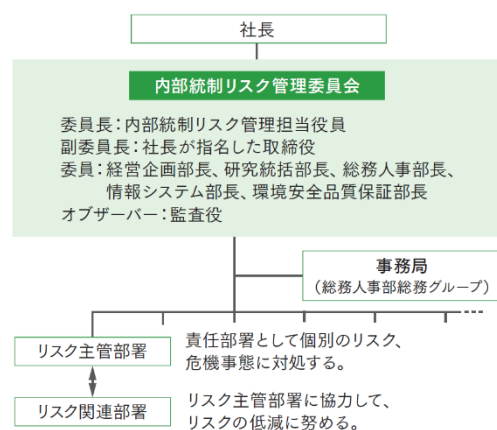 社長
内部統制リスク管理委員会
委員長：内部統制リスク管理担当役員
副委員長：社長が指名した取締役
委員：経営企画部長、研究統括部長、総務人事部長、
情報システム部長、環境安全品質保証部長
オブザーバー：監査役
事務局
（総務人事部総務グループ）
リスク主管部署
責任部署として個別のリスク、
危機事態に対処する。
リスク関連部署
リスク主管部署に協力して、
リスクの低減に努める。